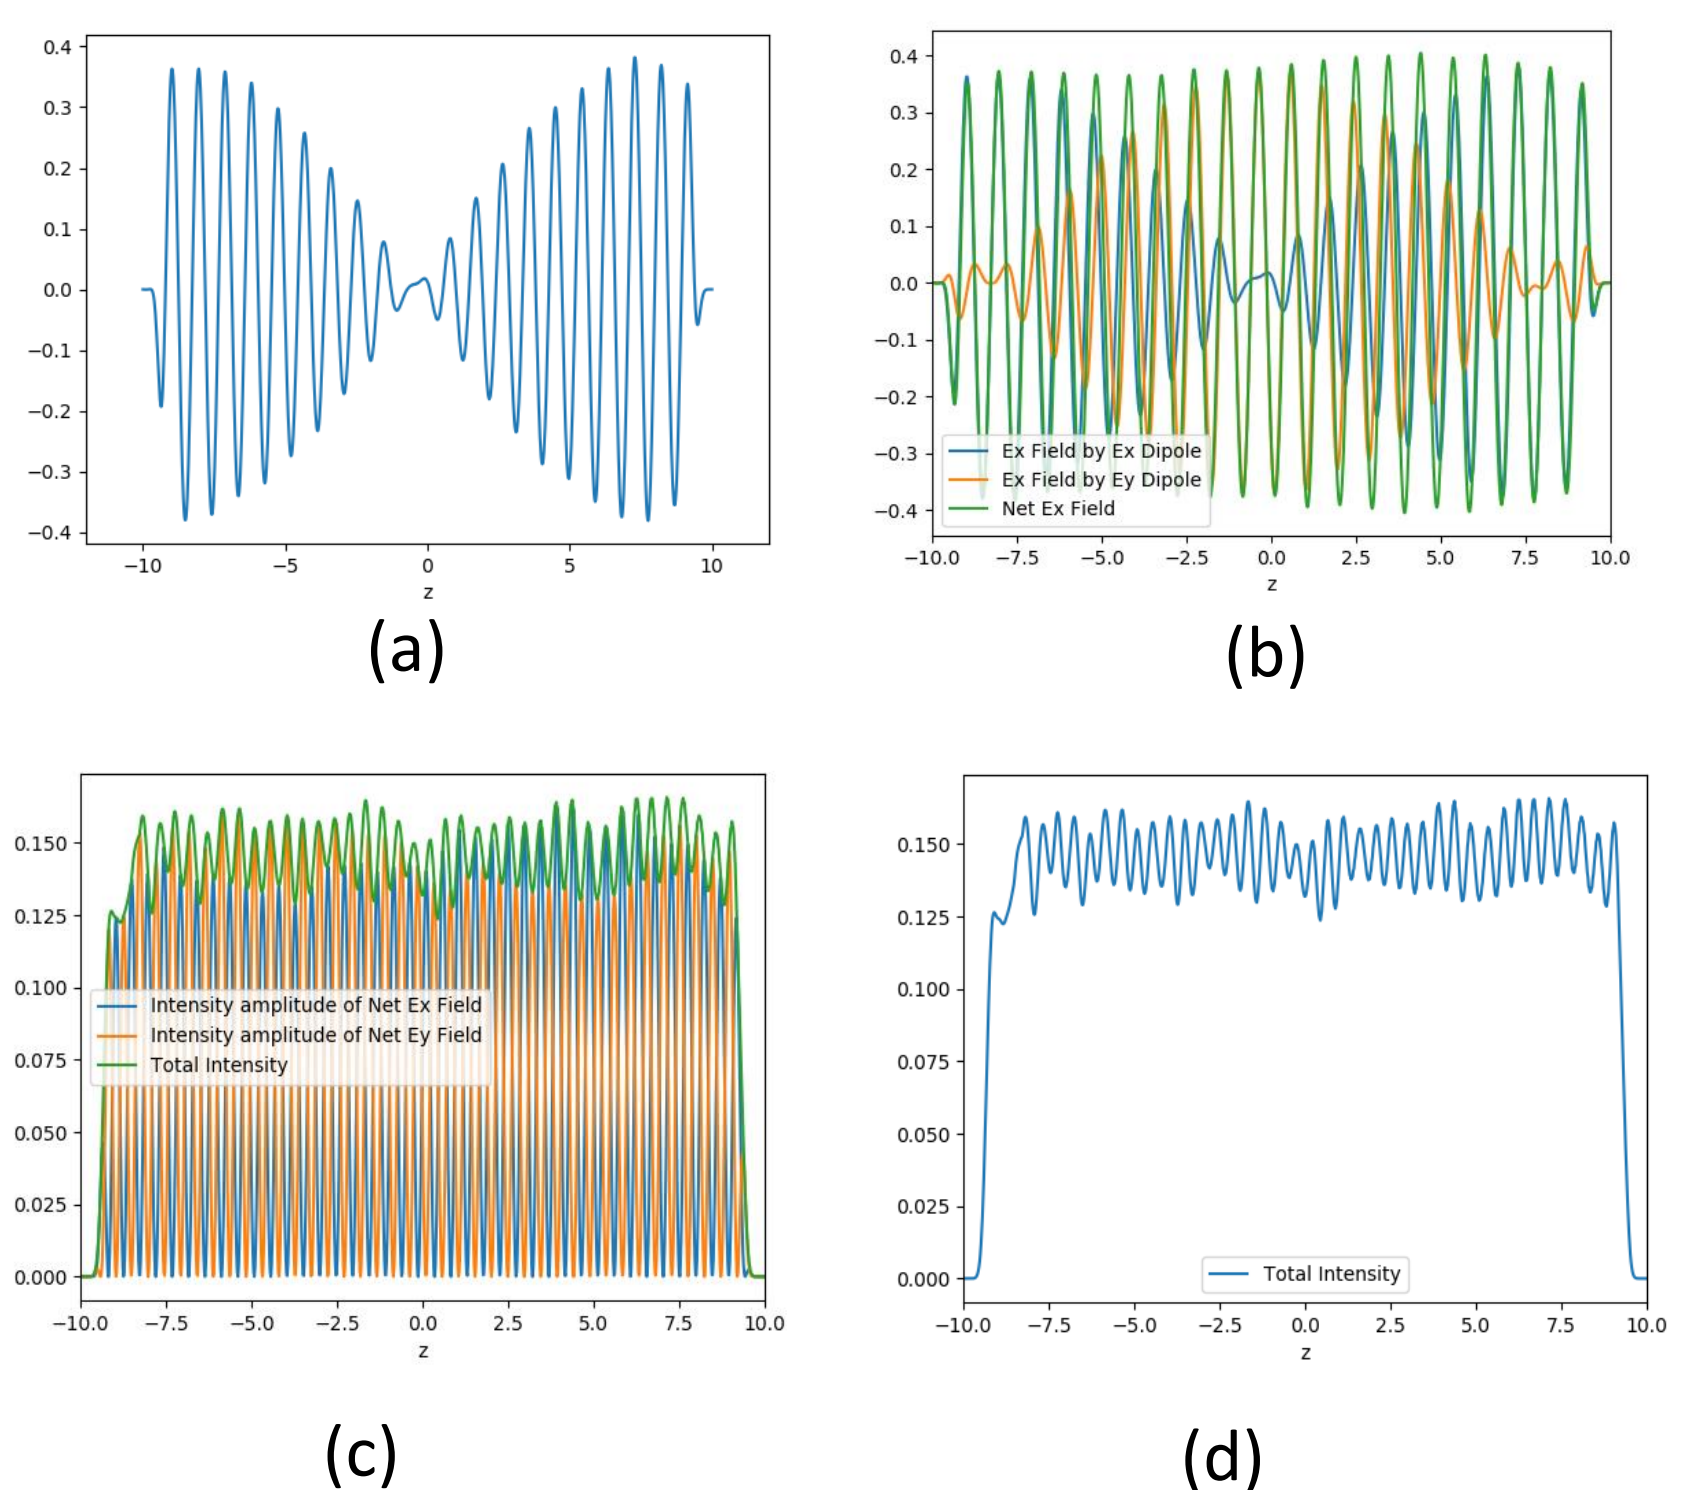 0.4
0.3
0.2
0.1
0.0
−0.1
−0.2
−0.3
−0.4
−10 −5 0 5 10
z
(a)
0.4
0.3
0.2
0.1
0.0
−0.1
−0.2
−0.3
−0.4
Ex Field by Ex Dipole
Ex Field by Ey Dipole
Net Ex Field
−10.0 −7.5 −5.0 −2.5 0.0 2.5 5.0 7.5 10.0
z
(b)
0.150
0.125
0.100
0.075
0.050
0.025
0.000
Intensity amplitude of Net Ex Field
Intensity amplitude of Net Ey Field
Total Intensity
−10.0 −7.5 −5.0 −2.5 0.0 2.5 5.0 7.5 10.0
z
(c)
0.150
0.125
0.100
0.075
0.050
0.025
0.000
Total Intensity
−10.0 −7.5 −5.0 −2.5 0.0 2.5 5.0 7.5 10.0
z
(d)